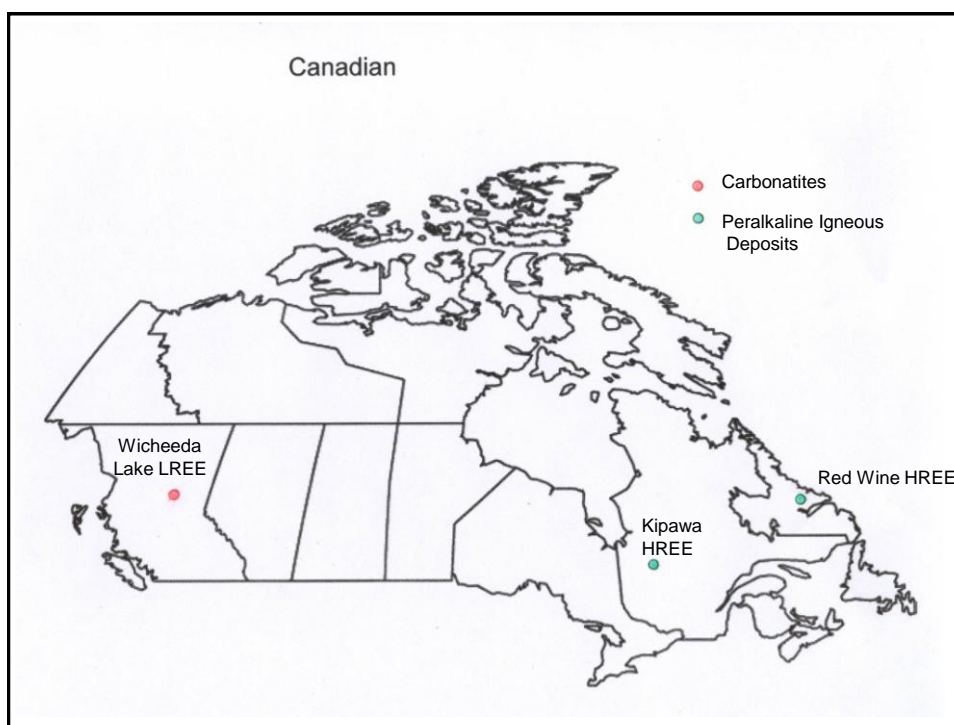 Canadian
Carbonatites
Peralkaline Igneous
Deposits
Wicheeda
Lake LREE
Red Wine HREE
Kipawa
HREE